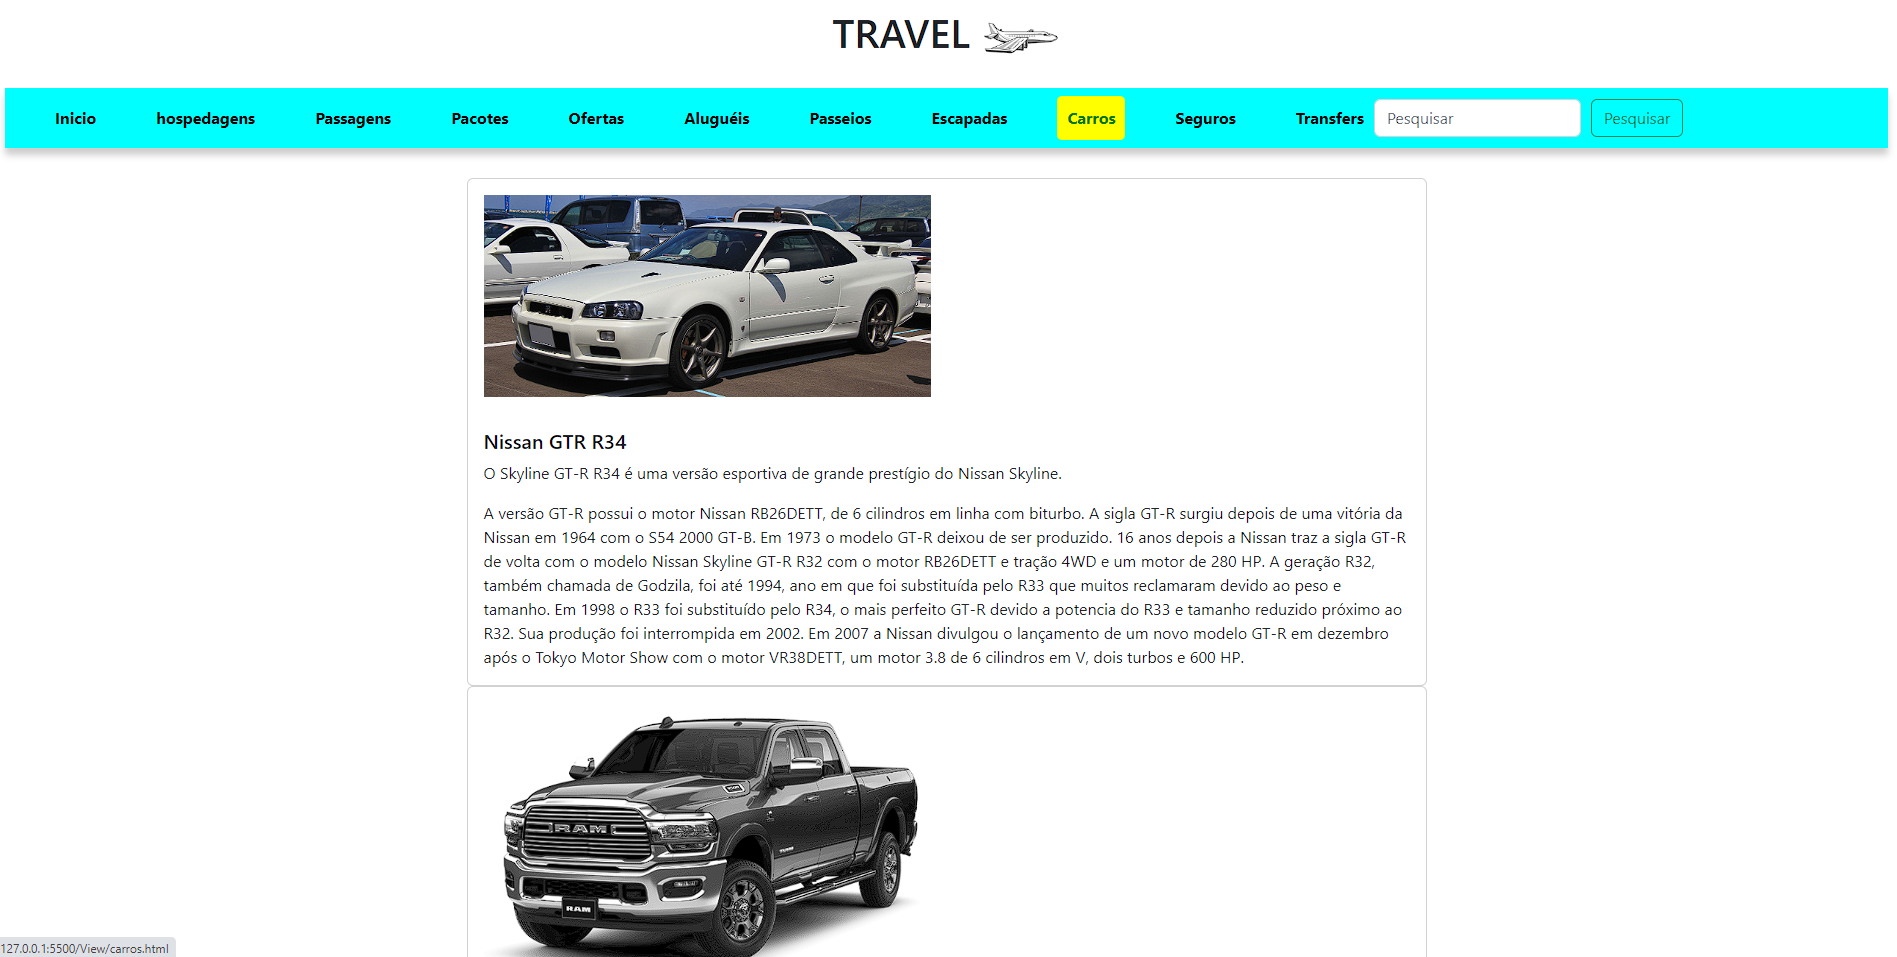 TRAVEL
Inicio hospedagens Passagens Pacotes Ofertas Aluguéis Passeios Escapadas Carros Seguros Transfers Pesquisar Pesquisar
Nissan GTR R34
O Skyline GT-R R34 é uma versão esportiva de grande prestígio do Nissan Skyline.
A versão GT-R possui o motor Nissan RB26DETT, de 6 cilindros em linha com biturbo. A sigla GT-R surgiu depois de uma vitória da
Nissan em 1964 com o S54 2000 GT-B. Em 1973 o modelo GT-R deixou de ser produzido. 16 anos depois a Nissan traz a sigla GT-R
de volta com o modelo Nissan Skyline GT-R R32 com o motor RB26DETT e tração 4WD e um motor de 280 HP. A geração R32,
também chamada de Godzila, foi até 1994, ano em que foi substituída pelo R33 que muitos reclamaram devido ao peso e
tamanho. Em 1998 o R33 foi substituído pelo R34, o mais perfeito GT-R devido a potencia do R33 e tamanho reduzido próximo ao
R32. Sua produção foi interrompida em 2002. Em 2007 a Nissan divulgou o lançamento de um novo modelo GT-R em dezembro
após o Tokyo Motor Show com o motor VR38DETT, um motor 3.8 de 6 cilindros em V, dois turbos e 600 HP.
RAM
RAM
127.0.0.1:5500/View/carros.html